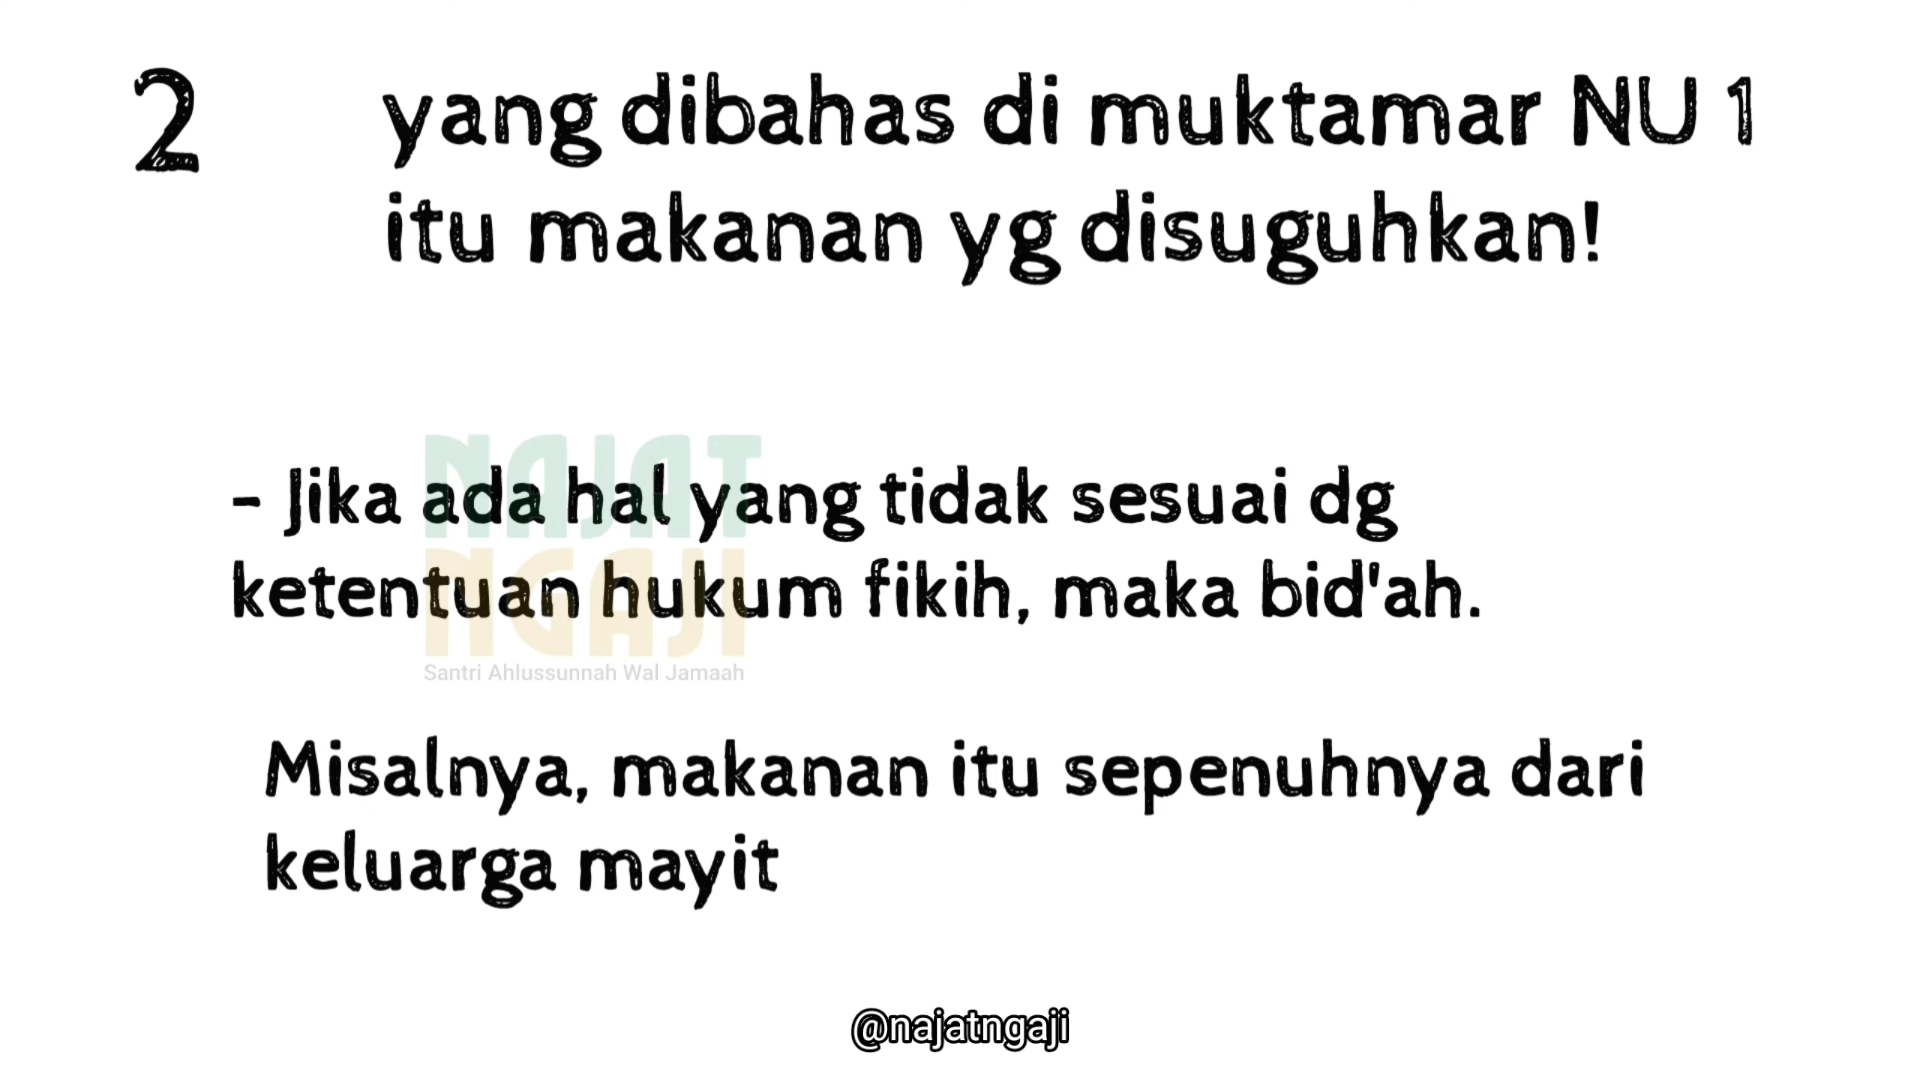 2 yang dibahas di muktamar NU 1
itu makanan yg disuguhkan!
NAJAT
- Jika ada hal yang tidak sesuai dg
NGAJI
ketentuan hukum fikih, maka bid'ah.
Santri Ahlussunnah Wal Jamaah
Misalnya, makanan itu sepenuhnya dari
keluarga mayit
@najatngaji